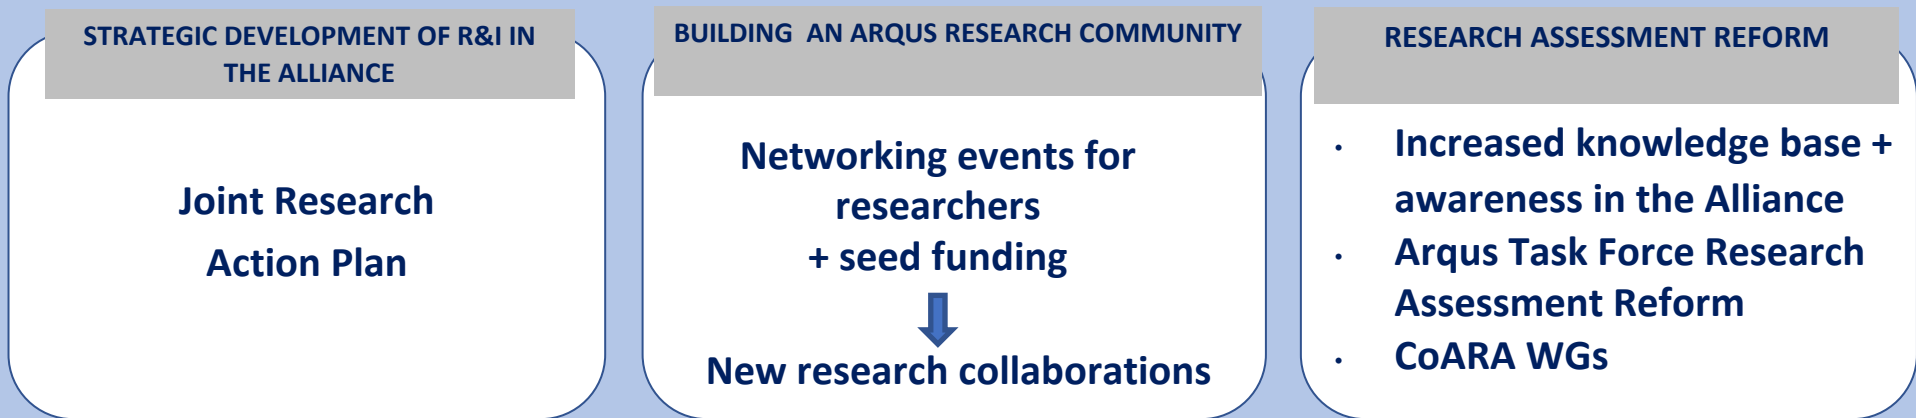 STRATEGIC DEVELOPMENT OF R&I IN
THE ALLIANCE
Joint Research
Action Plan
BUILDING AN ARQUS RESEARCH COMMUNITY
Networking events for
researchers
+ seed funding
New research collaborations
RESEARCH ASSESSMENT REFORM
• Increased knowledge base +
awareness in the Alliance
• Arqus Task Force Research
Assessment Reform
• CoARA WGs